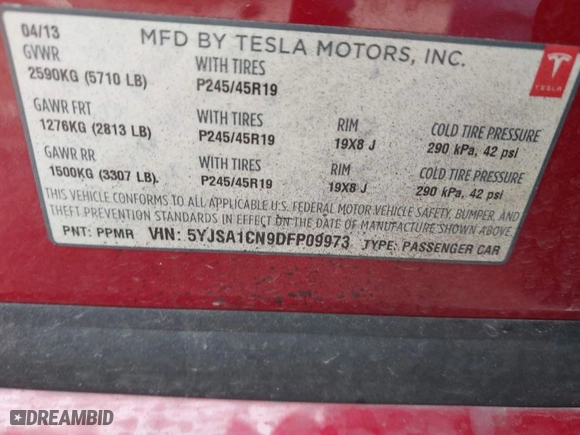 04/13 MFD BY TESLA MOTORS, INC.
GVWR WITH TIRES
2590KG (5710 LB) P245/45R19
TESLA
GAWR FRT WITH TIRES RIM COLD TIRE PRESSURE
1276KG (2813 LB) P245/45R19 19X8 J 290 kPa, 42 psi
GAWR RR WITH TIRES RIM COLD TIRE PRESSURE
1500KG (3307 LB). P245/45R19 19X8 J 290 kPa, 42 psi
THIS VEHICLE CONFORMS TO ALL APPLICABLE U.S. FEDERAL MOTOR VEHICLE SAFETY, BUMPER, AND
THEFT PREVENTION STANDARDS IN EFFECT ON THE DATE OF MANUFACTURE SHOWN ABOVE.
PNT: PPMR VIN: 5YJSA1CN9DFP09973 TYPE: PASSENGER CAR
DREAMBID